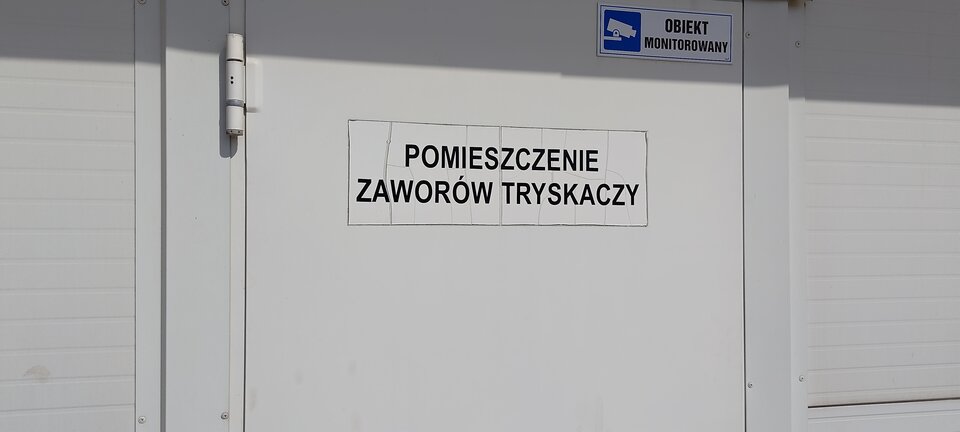 OBIEKT
MONITOROWANY
POMIESZCZENIE
ZAWORÓW TRYSKACZY